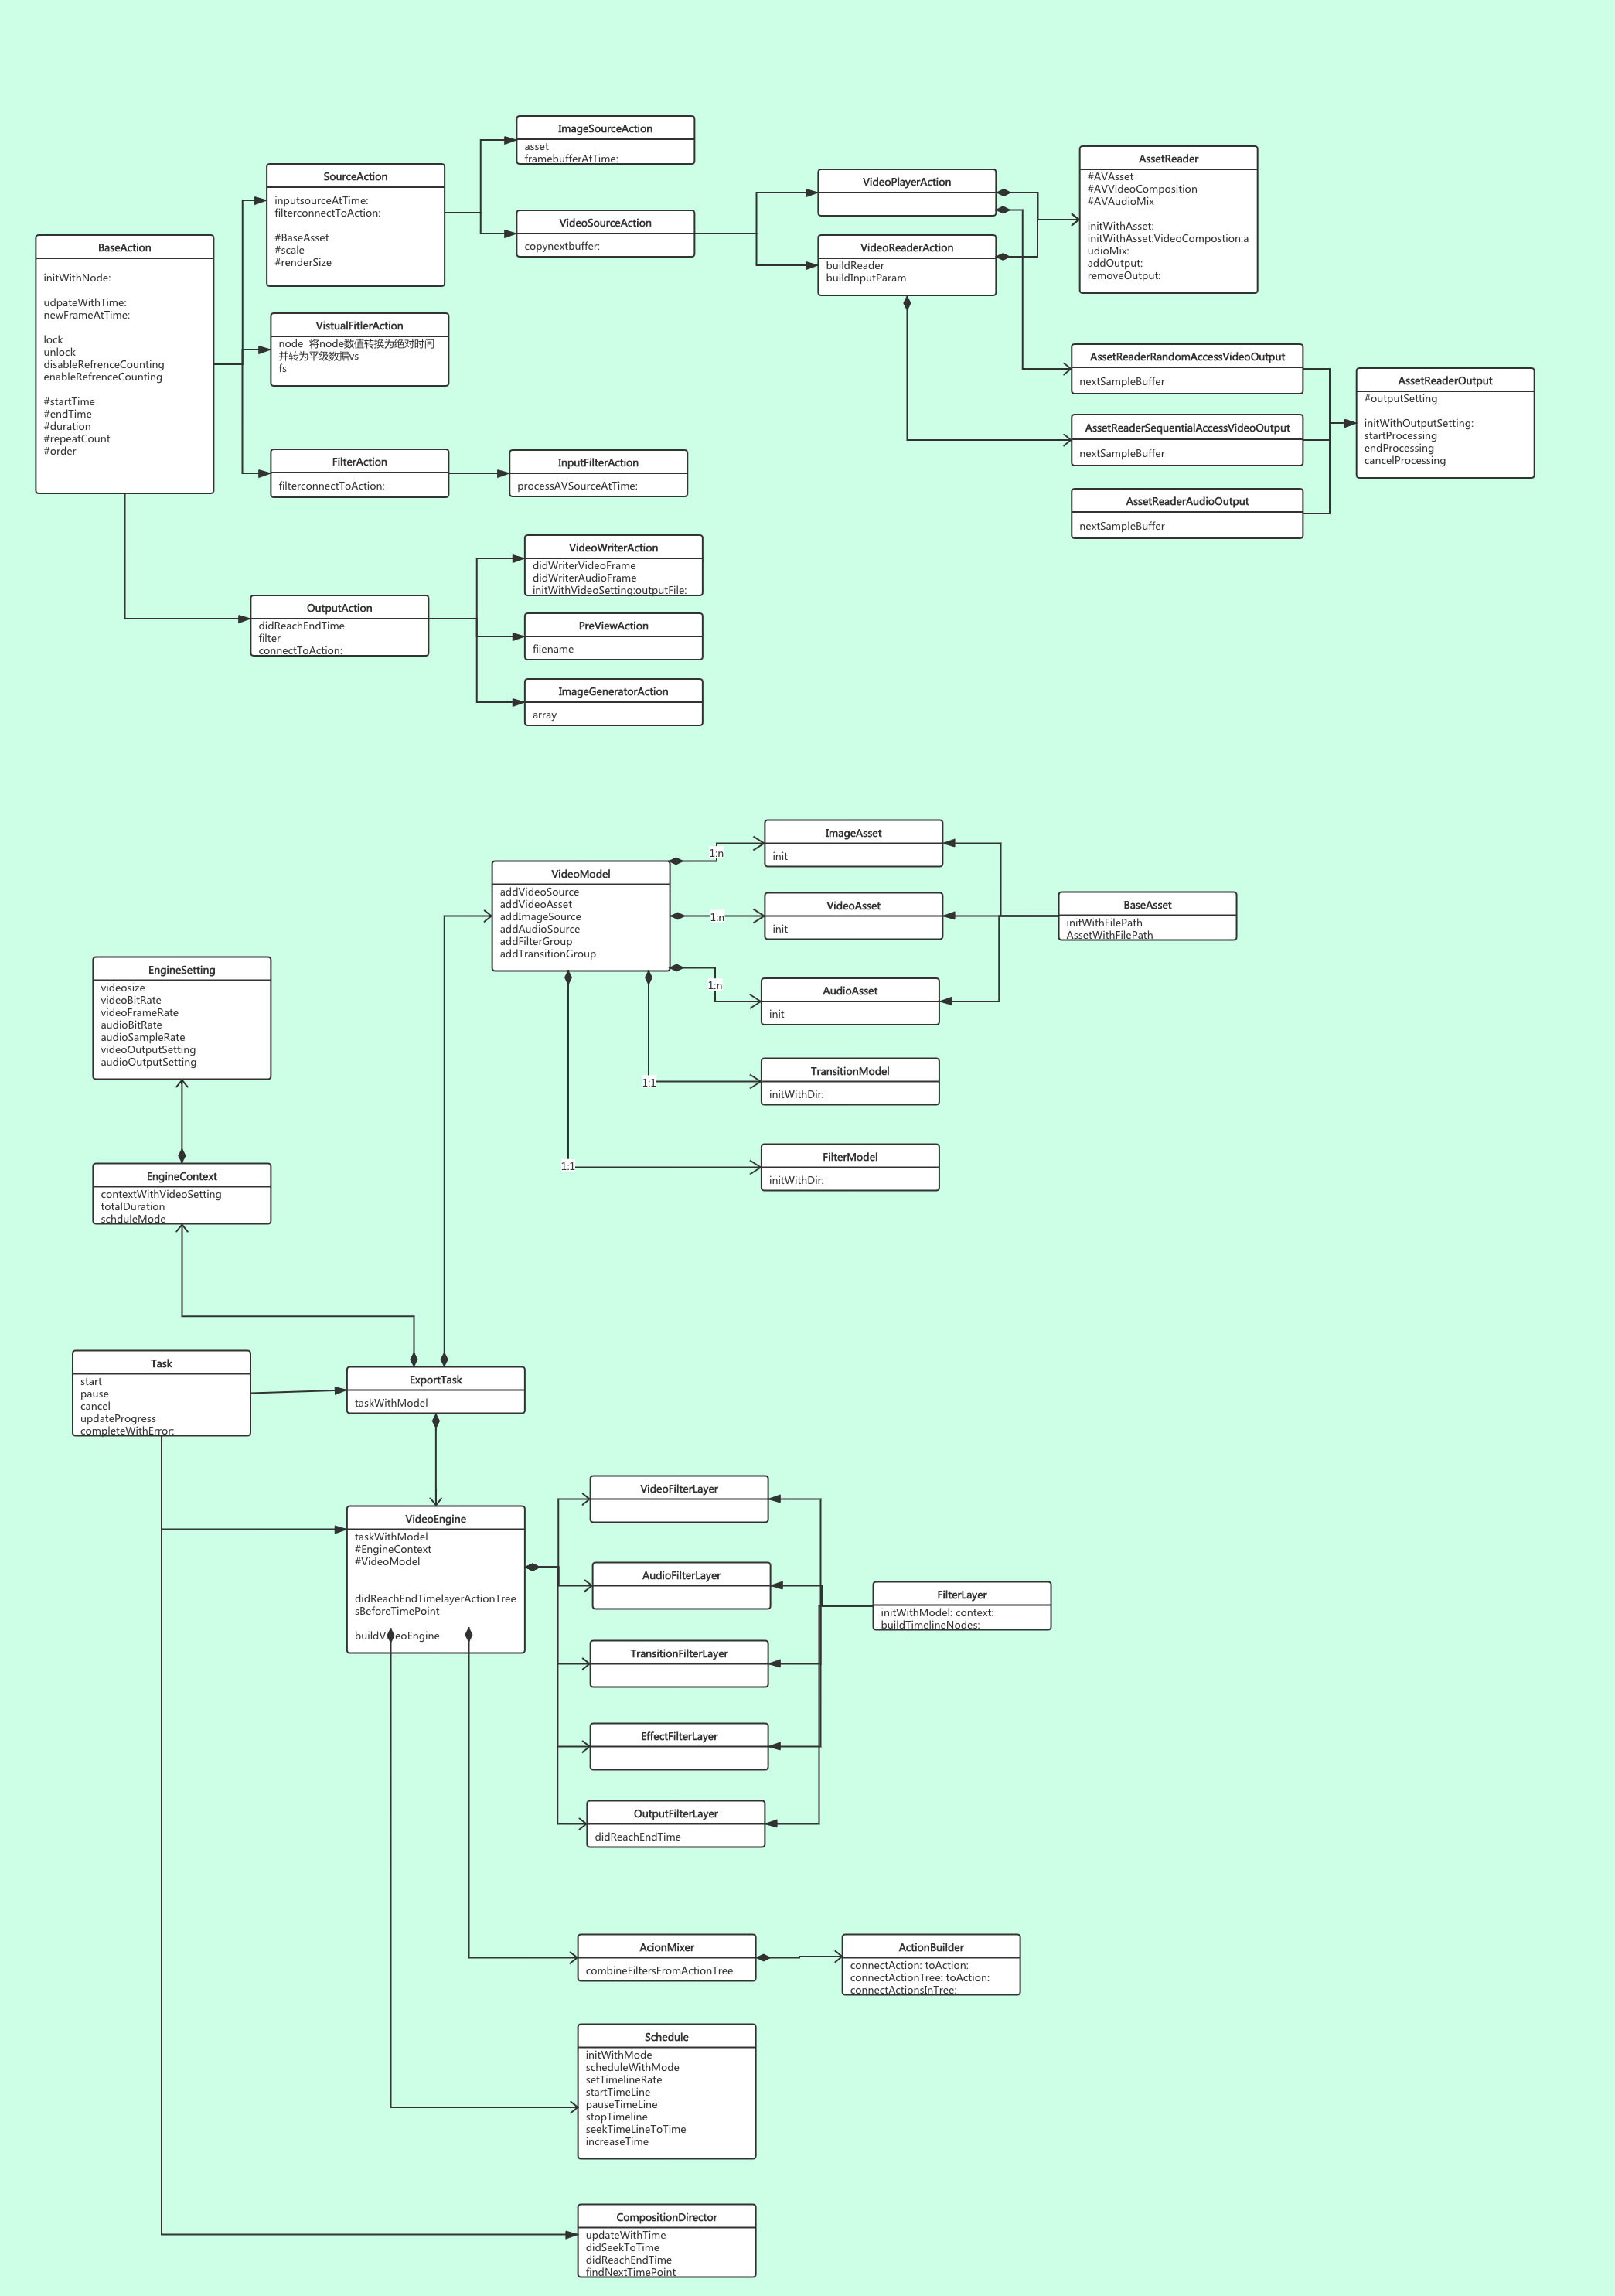 ImageSourceAction
asset
framebufferAtTime:
SourceAction
inputsourceAtTime:
filterconnectToAction:
#BaseAsset
#scale
#renderSize
VideoSourceAction
copynextbuffer:
VideoPlayerAction
VideoReaderAction
buildReader
buildInputParam
AssetReader
#AVAsset
#AVVideoComposition
#AVAudioMix
initWithAsset:
initWithAsset:VideoCompostion:a
udioMix:
addOutput:
removeOutput:
BaseAction
initWithNode:
udpateWithTime:
newFrameAtTime:
lock
unlock
disableRefrenceCounting
enableRefrenceCounting
#startTime
#endTime
#duration
#repeatCount
#order
VistualFitlerAction
node 将node数值转换为绝对时间
并转为平级数据vs
fs
AssetReaderRandomAccessVideoOutput
nextSampleBuffer
AssetReaderSequentialAccessVideoOutput
nextSampleBuffer
AssetReaderAudioOutput
nextSampleBuffer
AssetReaderOutput
#outputSetting
initWithOutputSetting:
startProcessing
endProcessing
cancelProcessing
FilterAction
filterconnectToAction:
InputFilterAction
processAVSourceAtTime:
VideoWriterAction
didWriterVideoFrame
didWriterAudioFrame
initWithVideoSetting:outputFile:
OutputAction
didReachEndTime
filter
connectToAction:
PreViewAction
filename
ImageGeneratorAction
array
ImageAsset
init
1:n
VideoModel
addVideoSource
addVideoAsset
addImageSource
addAudioSource
addFilterGroup
addTransitionGroup
VideoAsset
init
1:n
BaseAsset
initWithFilePath
AssetWithFilePath
AudioAsset
init
1:n
EngineSetting
videosize
videoBitRate
videoFrameRate
audioBitRate
audioSampleRate
videoOutputSetting
audioOutputSetting
TransitionModel
initWithDir:
1:1
FilterModel
initWithDir:
1:1
EngineContext
contextWithVideoSetting
totalDuration
schduleMode
Task
start
pause
cancel
updateProgress
completeWithError:
ExportTask
taskWithModel
VideoEngine
taskWithModel
#EngineContext
#VideoModel
didReachEndTimelayerActionTree
sBeforeTimePoint
buildVideoEngine
VideoFilterLayer
AudioFilterLayer
FilterLayer
initWithModel: context:
buildTimelineNodes:
TransitionFilterLayer
EffectFilterLayer
OutputFilterLayer
didReachEndTime
AcionMixer
combineFiltersFromActionTree
ActionBuilder
connectAction: toAction:
connectActionTree: toAction:
connectActionsInTree:
Schedule
initWithMode
scheduleWithMode
setTimelineRate
startTimeLine
pauseTimeLine
stopTimeline
seekTimeLineToTime
increaseTime
CompositionDirector
updateWithTime
didSeekToTime
didReachEndTime
findNextTimePoint